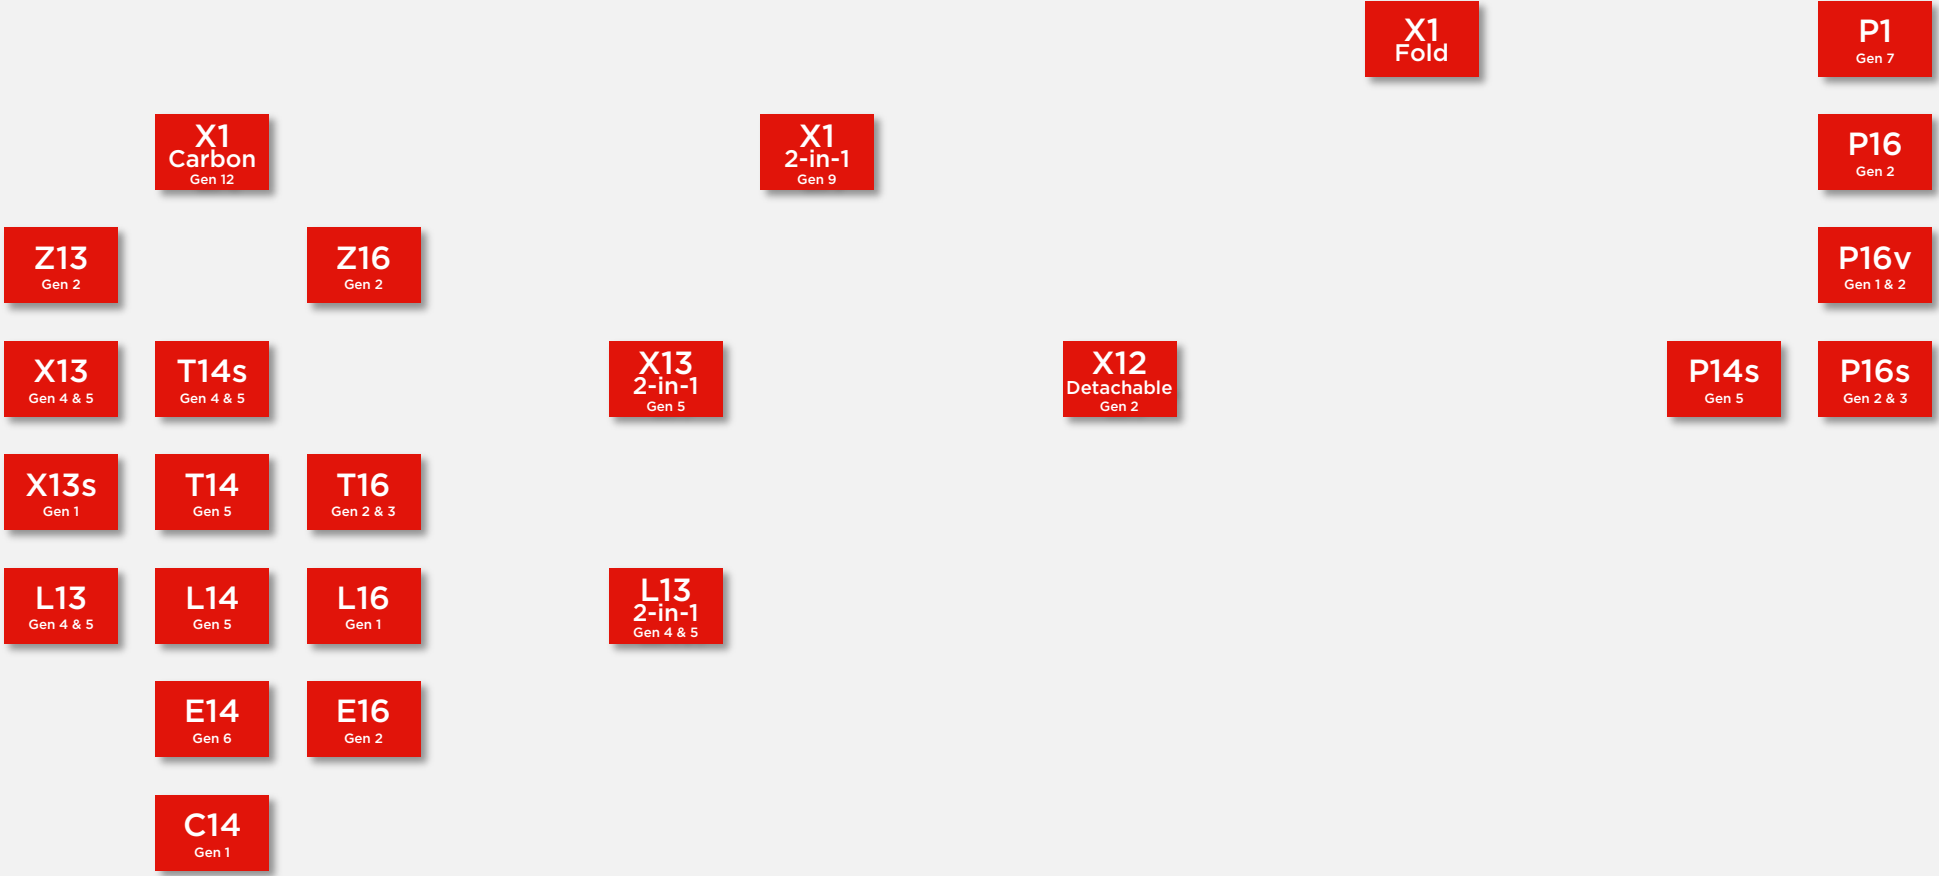 X1
Fold
P1
Gen 7
X1
Carbon
Gen 12
X1
2-in-1
Gen 9
P16
Gen 2
Z13
Gen 2
Z16
Gen 2
P16v
Gen 1 & 2
X13
Gen 4 & 5
T14s
Gen 4 & 5
X13
2-in-1
Gen 5
X12
Detachable
Gen 2
P14s
Gen 5
P16s
Gen 2 & 3
X13s
Gen 1
T14
Gen 5
T16
Gen 2 & 3
L13
Gen 4 & 5
L14
Gen 5
L16
Gen 1
L13
2-in-1
Gen 4 & 5
E14
Gen 6
E16
Gen 2
C14
Gen 1